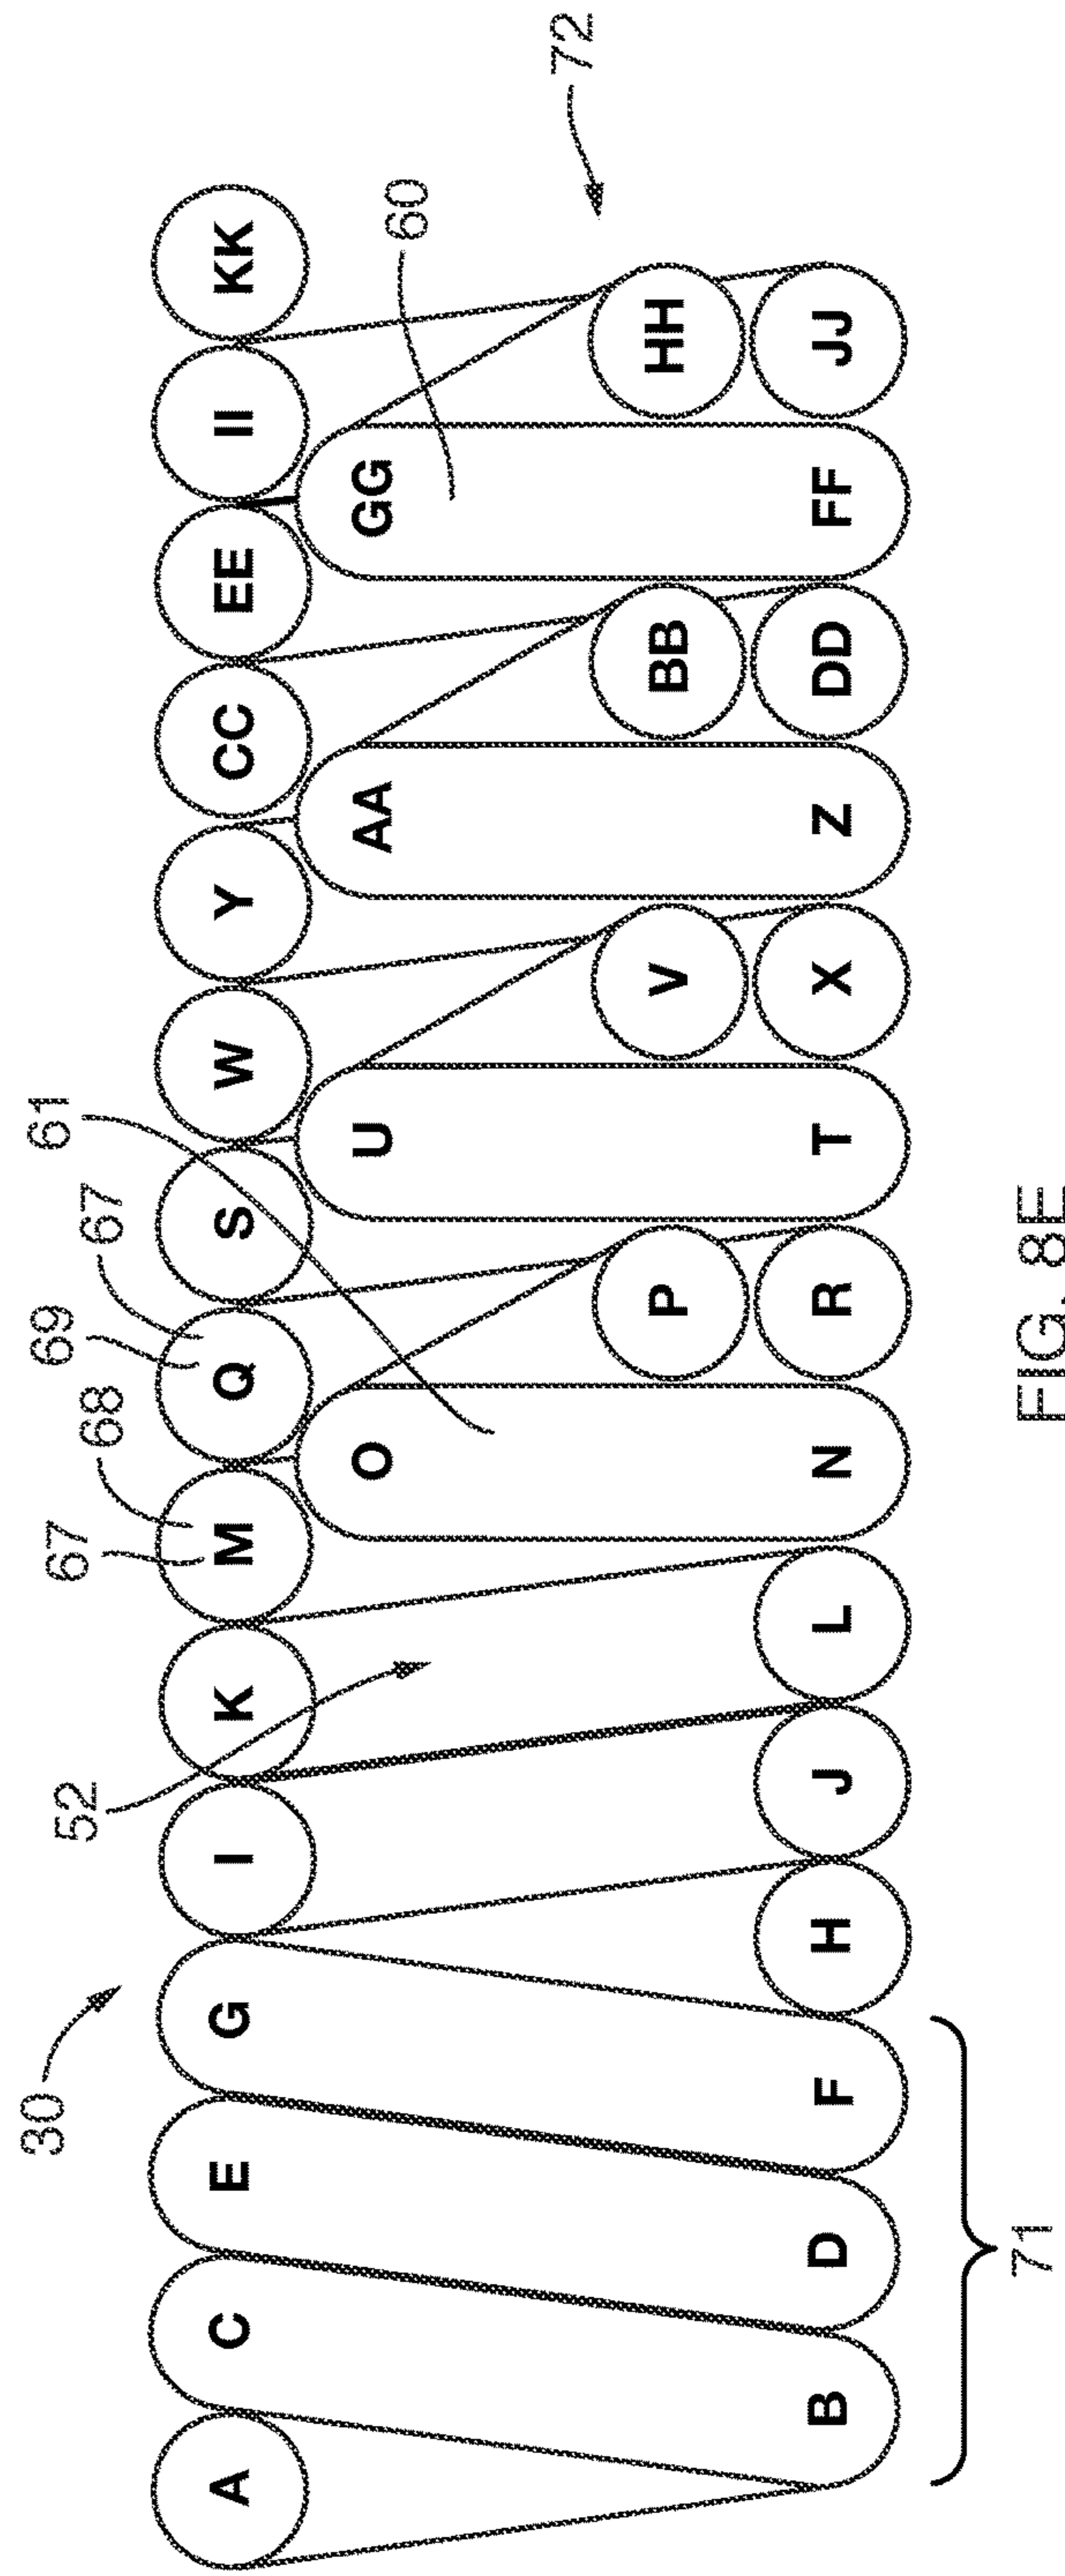 30
52
67
68
69
67
61
60
72
A
C
E
G
I
K
M
Q
S
W
Y
CC
EE
II
KK
O
U
AA
GG
P
V
BB
HH
B
D
F
H
J
L
N
R
T
X
Z
DD
FF
JJ
71
FIG. 8E